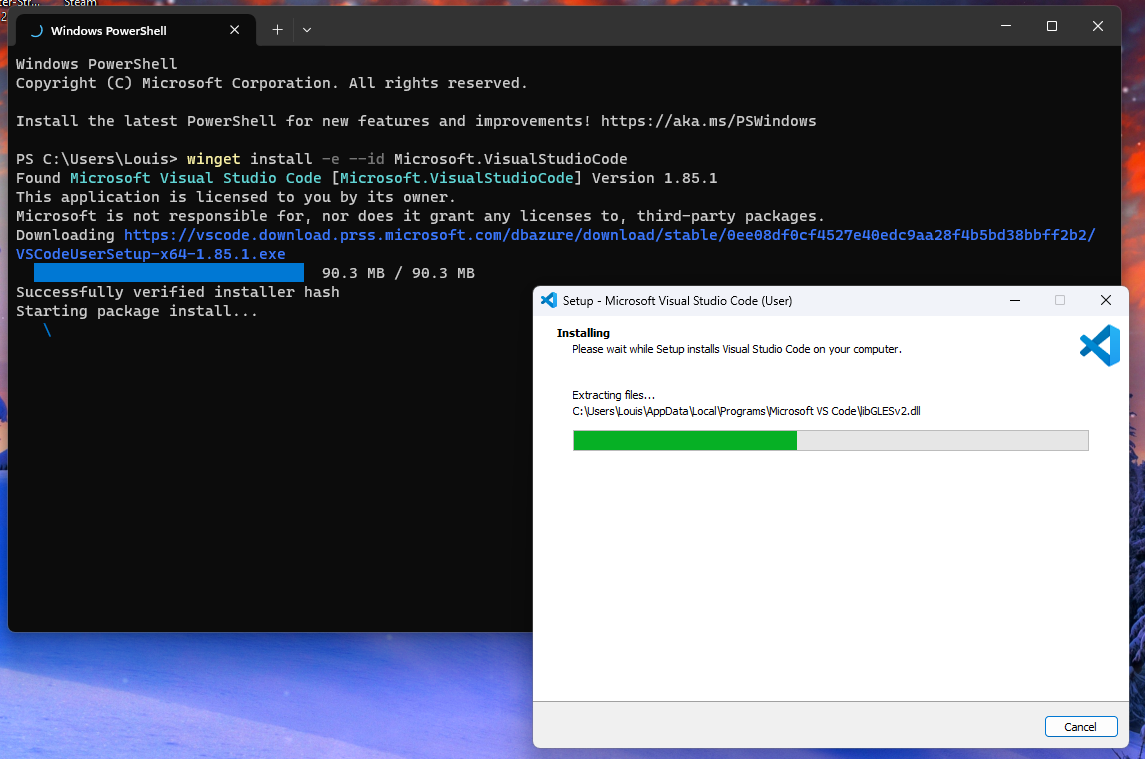 Steam
Windows PowerShell
Windows PowerShell
Copyright (C) Microsoft Corporation. All rights reserved.
Install the latest PowerShell for new features and improvements! https://aka.ms/PSWindows
PS C:\Users\Louis> winget install -e --id Microsoft.VisualStudioCode
Found Microsoft Visual Studio Code [Microsoft.VisualStudioCode] Version 1.85.1
This application is licensed to you by its owner.
Microsoft is not responsible for, nor does it grant any licenses to, third-party packages.
Downloading https://vscode.download.prss.microsoft.com/dbazure/download/stable/0ee08df0cf4527e40edc9aa28f4b5bd38bbff2b2/
VSCodeUserSetup-x64-1.85.1.exe
90.3 MB / 90.3 MB
Successfully verified installer hash
Starting package install...
\
Setup - Microsoft Visual Studio Code (User)
Installing
Please wait while Setup installs Visual Studio Code on your computer.
Extracting files...
C:\Users\Louis\AppData\Local\Programs\Microsoft VS Code\libGLESv2.dll
Cancel